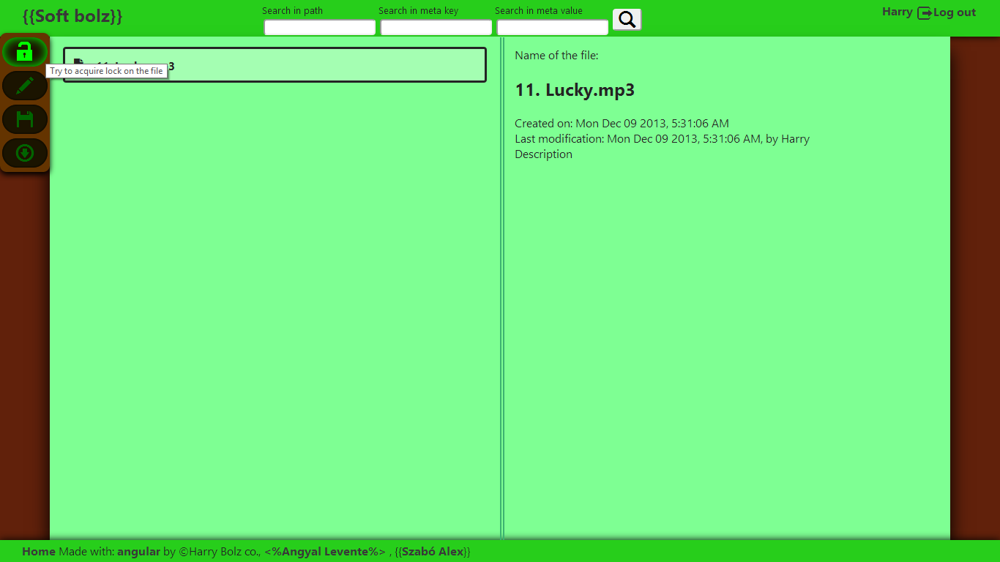 {{Soft bolz}}
Search in path
Search in meta key
Search in meta value
Harry Log out
Try to acquire lock on the file
Name of the file:
11. Lucky.mp3
Created on: Mon Dec 09 2013, 5:31:06 AM
Last modification: Mon Dec 09 2013, 5:31:06 AM, by Harry
Description
Home Made with: angular by ©Harry Bolz co., <%Angyal Levente%> , {{Szabó Alex}}